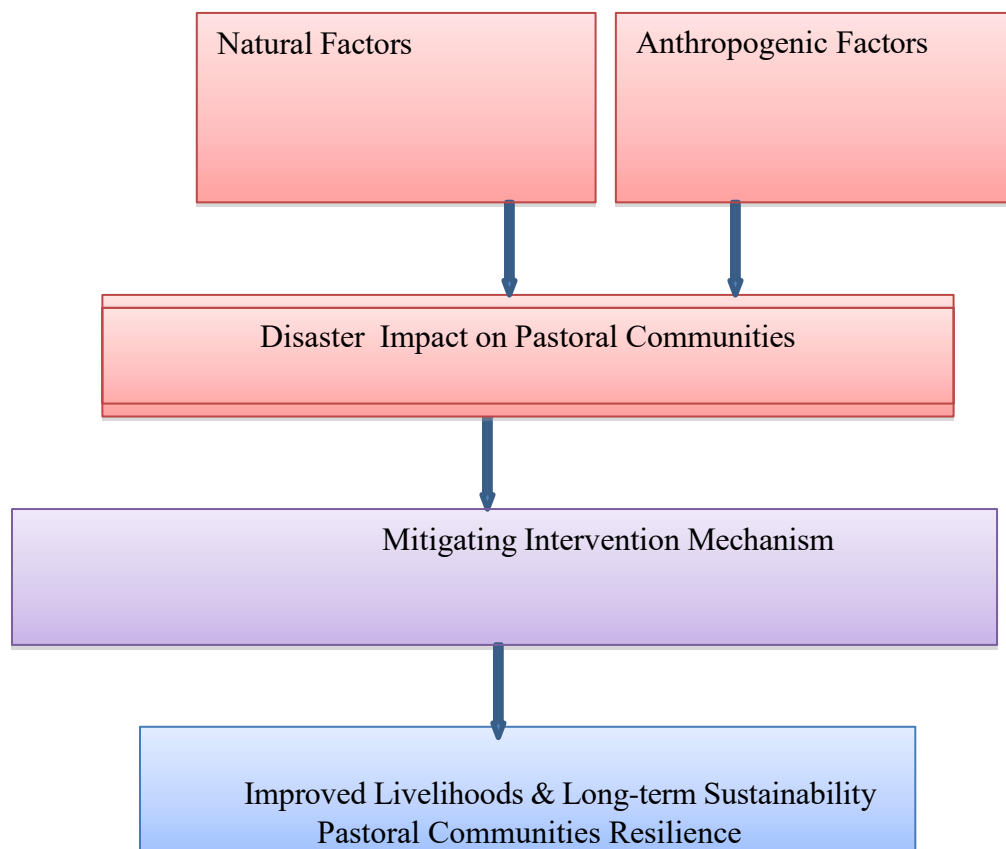 Natural Factors
Anthropogenic Factors
Disaster  Impact on Pastoral Communities
Mitigating Intervention Mechanism
Improved Livelihoods & Long-term Sustainability
Pastoral Communities Resilience